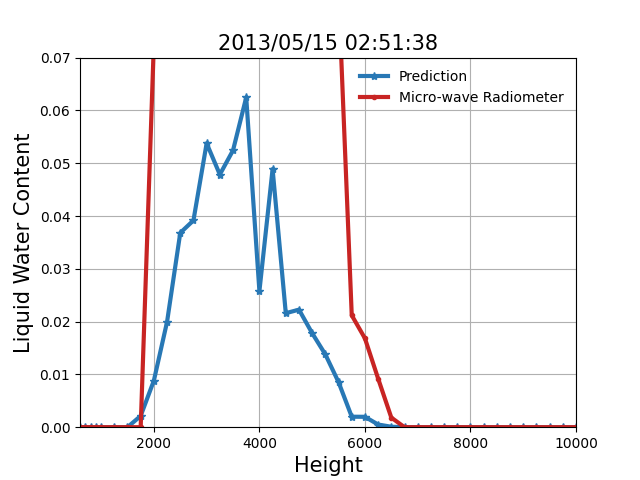 2013/05/15 02:51:38
0.07
0.06
0.05
0.04
0.03
0.02
0.01
0.00
Liquid Water Content
Prediction
Micro-wave Radiometer
2000 4000 6000 8000 10000
Height